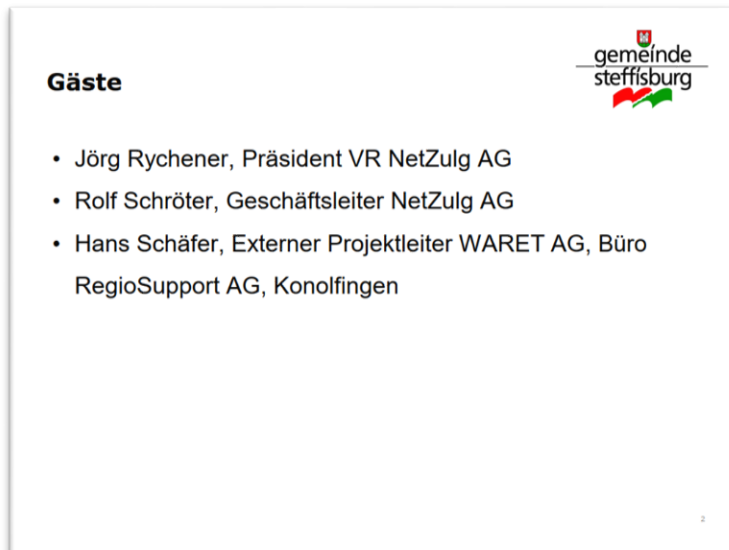 gemeinde
steffisburg
Gäste
• Jörg Rychener, Präsident VR NetZulg AG
• Rolf Schröter, Geschäftsleiter NetZulg AG
• Hans Schäfer, Externer Projektleiter WARET AG, Büro
RegioSupport AG, Konolfingen
2